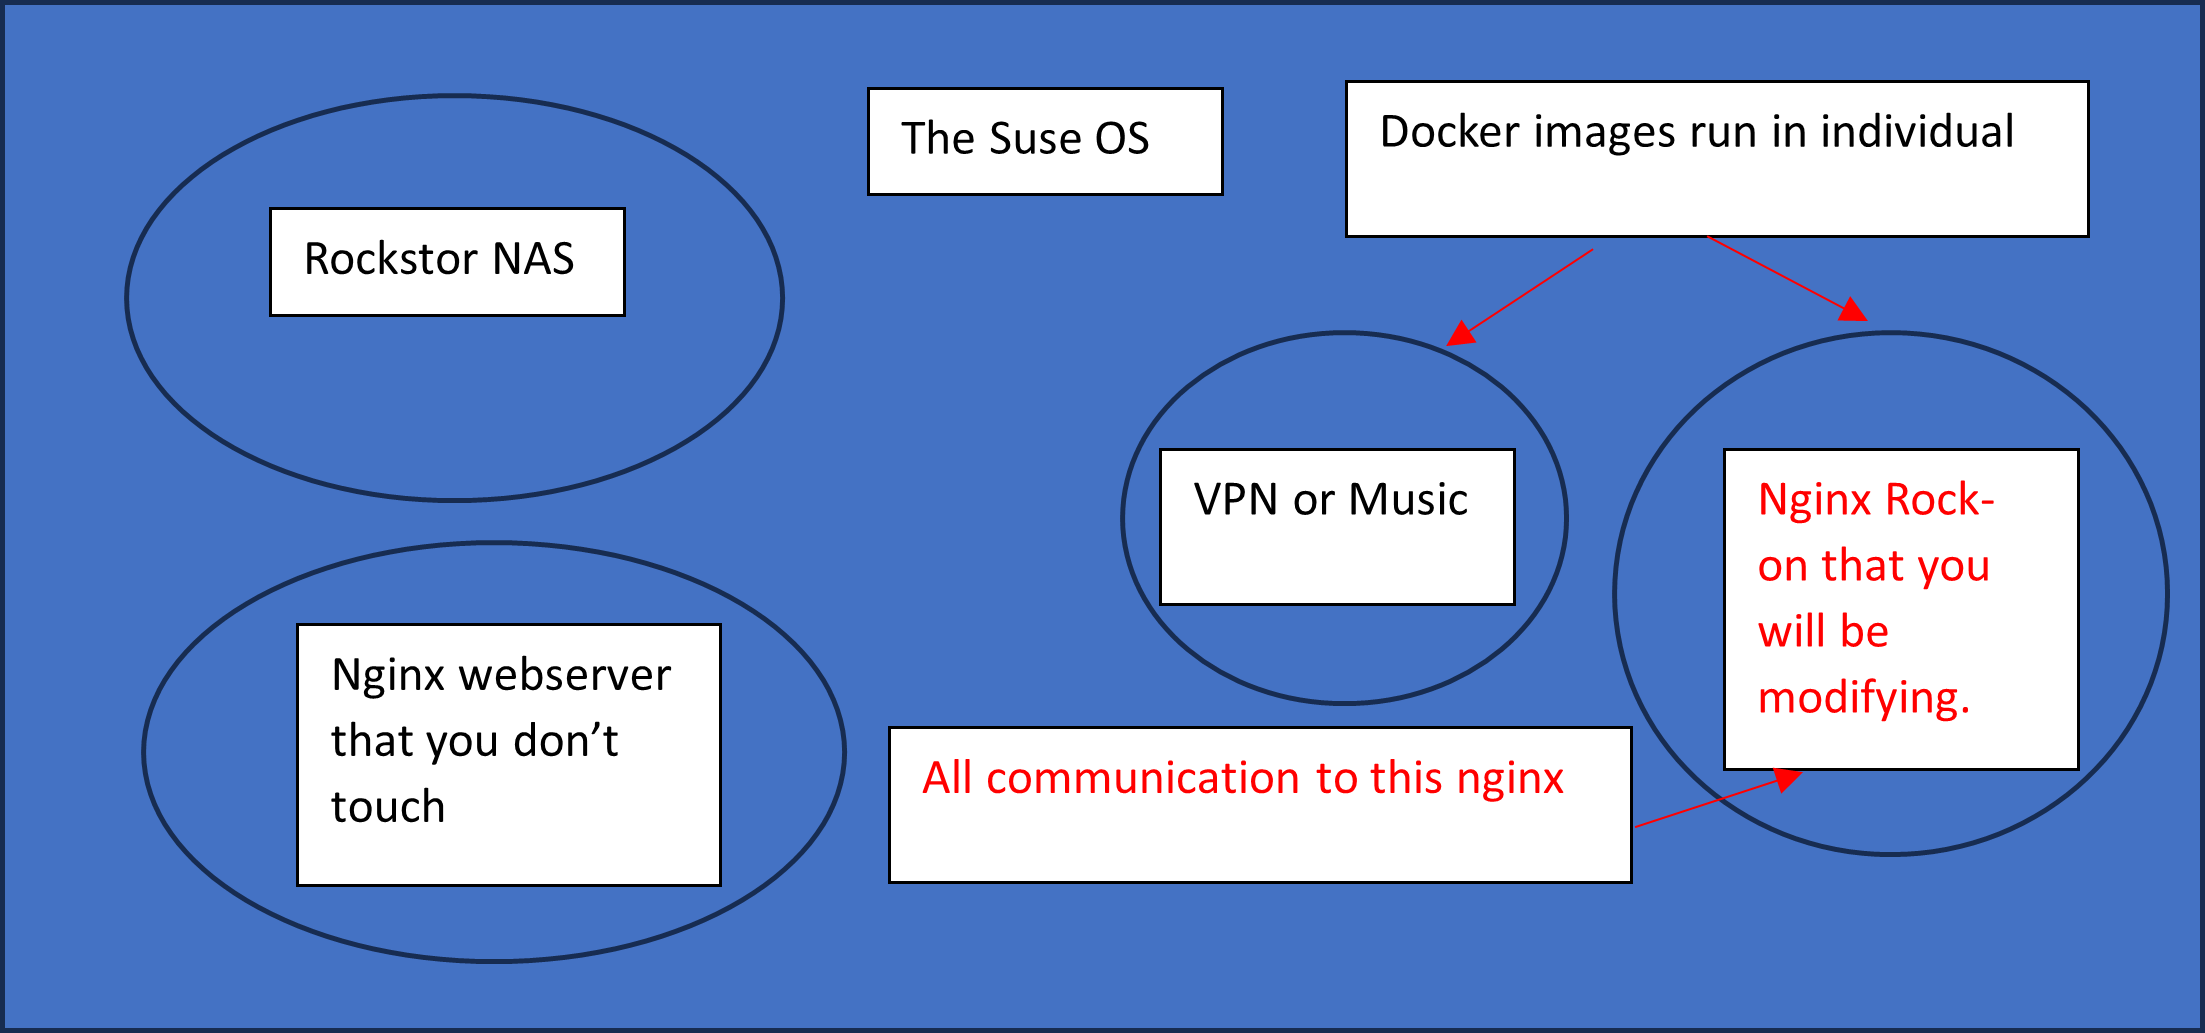 The Suse OS
Docker images run in individual
Rockstor NAS
VPN or Music
Nginx Rock-
on that you
will be
modifying.
Nginx webserver
that you don’t
touch
All communication to this nginx